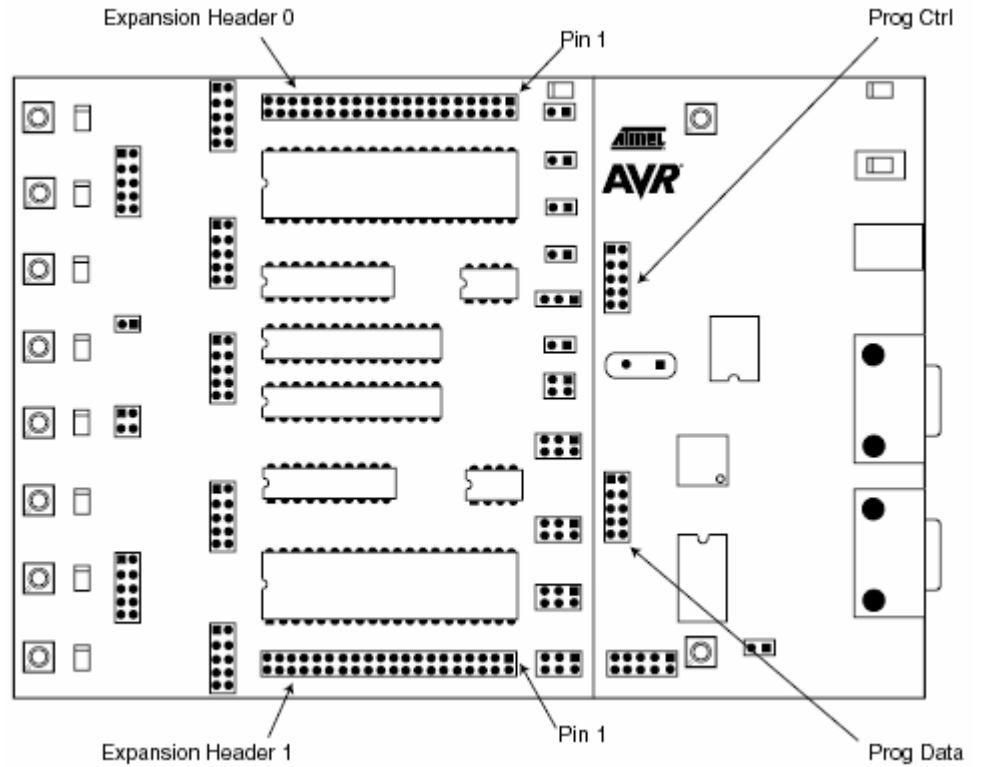 Expansion Header 0
Pin 1
Prog Ctrl
ATMEL
AVR
Pin 1
Expansion Header 1
Prog Data